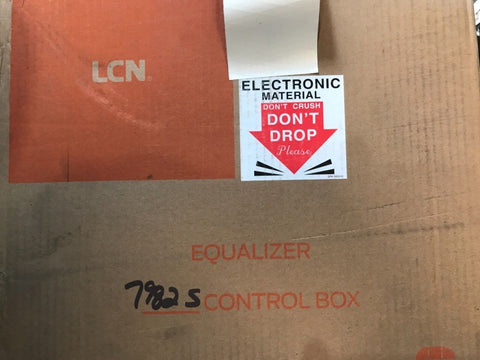 LCN
ELECTRONIC
MATERIAL
DON'T CRUSH
DON'T
DROP
Please
EQUALIZER
7982S CONTROL BOX